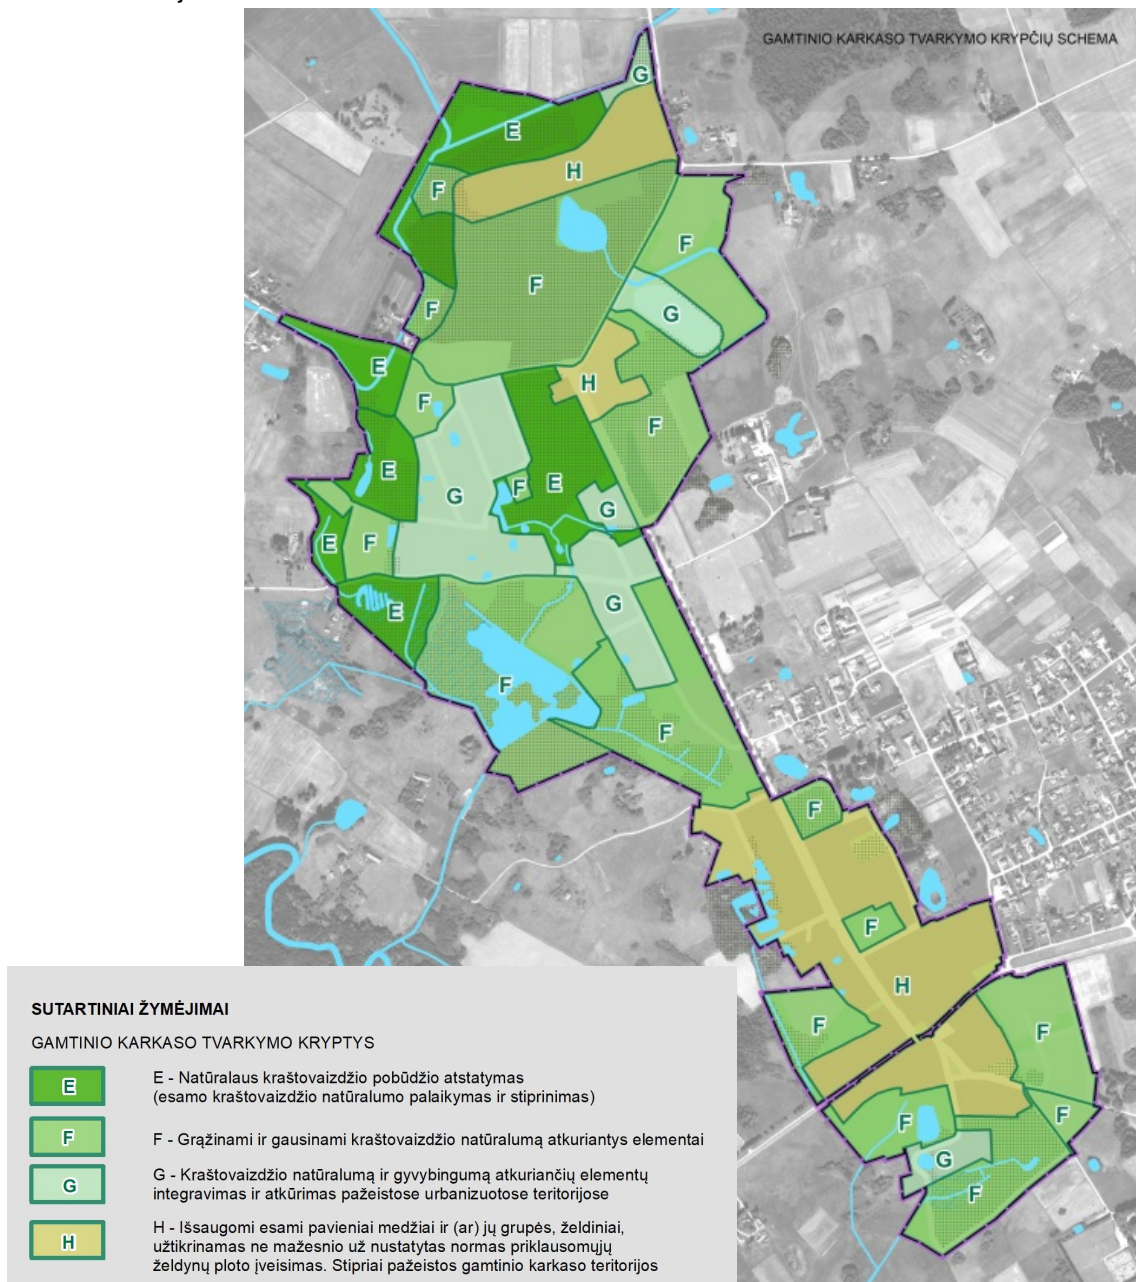 GAMTINIO KARKASO TVARKYMO KRYPČIŲ SCHEMA
G
E
H
F
F
F
F
G
F
E
H
F
F
E
F
E
G
G
F
E
E
G
F
F
F
F
H
F
F
F
F
G
F
SUTARTINIAI ŽYMĖJIMAI
GAMTINIO KARKASO TVARKYMO KRYPTYS
E
E - Natūralaus kraštovaizdžio pobūdžio atstatymas
(esamo kraštovaizdžio natūralumo palaikymas ir stiprinimas)
F
F - Grąžinami ir gausinami kraštovaizdžio natūralumą atkuriantys elementai
G
G - Kraštovaizdžio natūralumą ir gyvybingumą atkuriančių elementų
integravimas ir atkūrimas pažeistose urbanizuotose teritorijose
H
H - Išsaugomi esami pavieniai medžiai ir (ar) jų grupės, želdiniai,
užtikrinamas ne mažesnio už nustatytas normas priklausomųjų
želdynų ploto įveisimas. Stipriai pažeistos gamtinio karkaso teritorijos